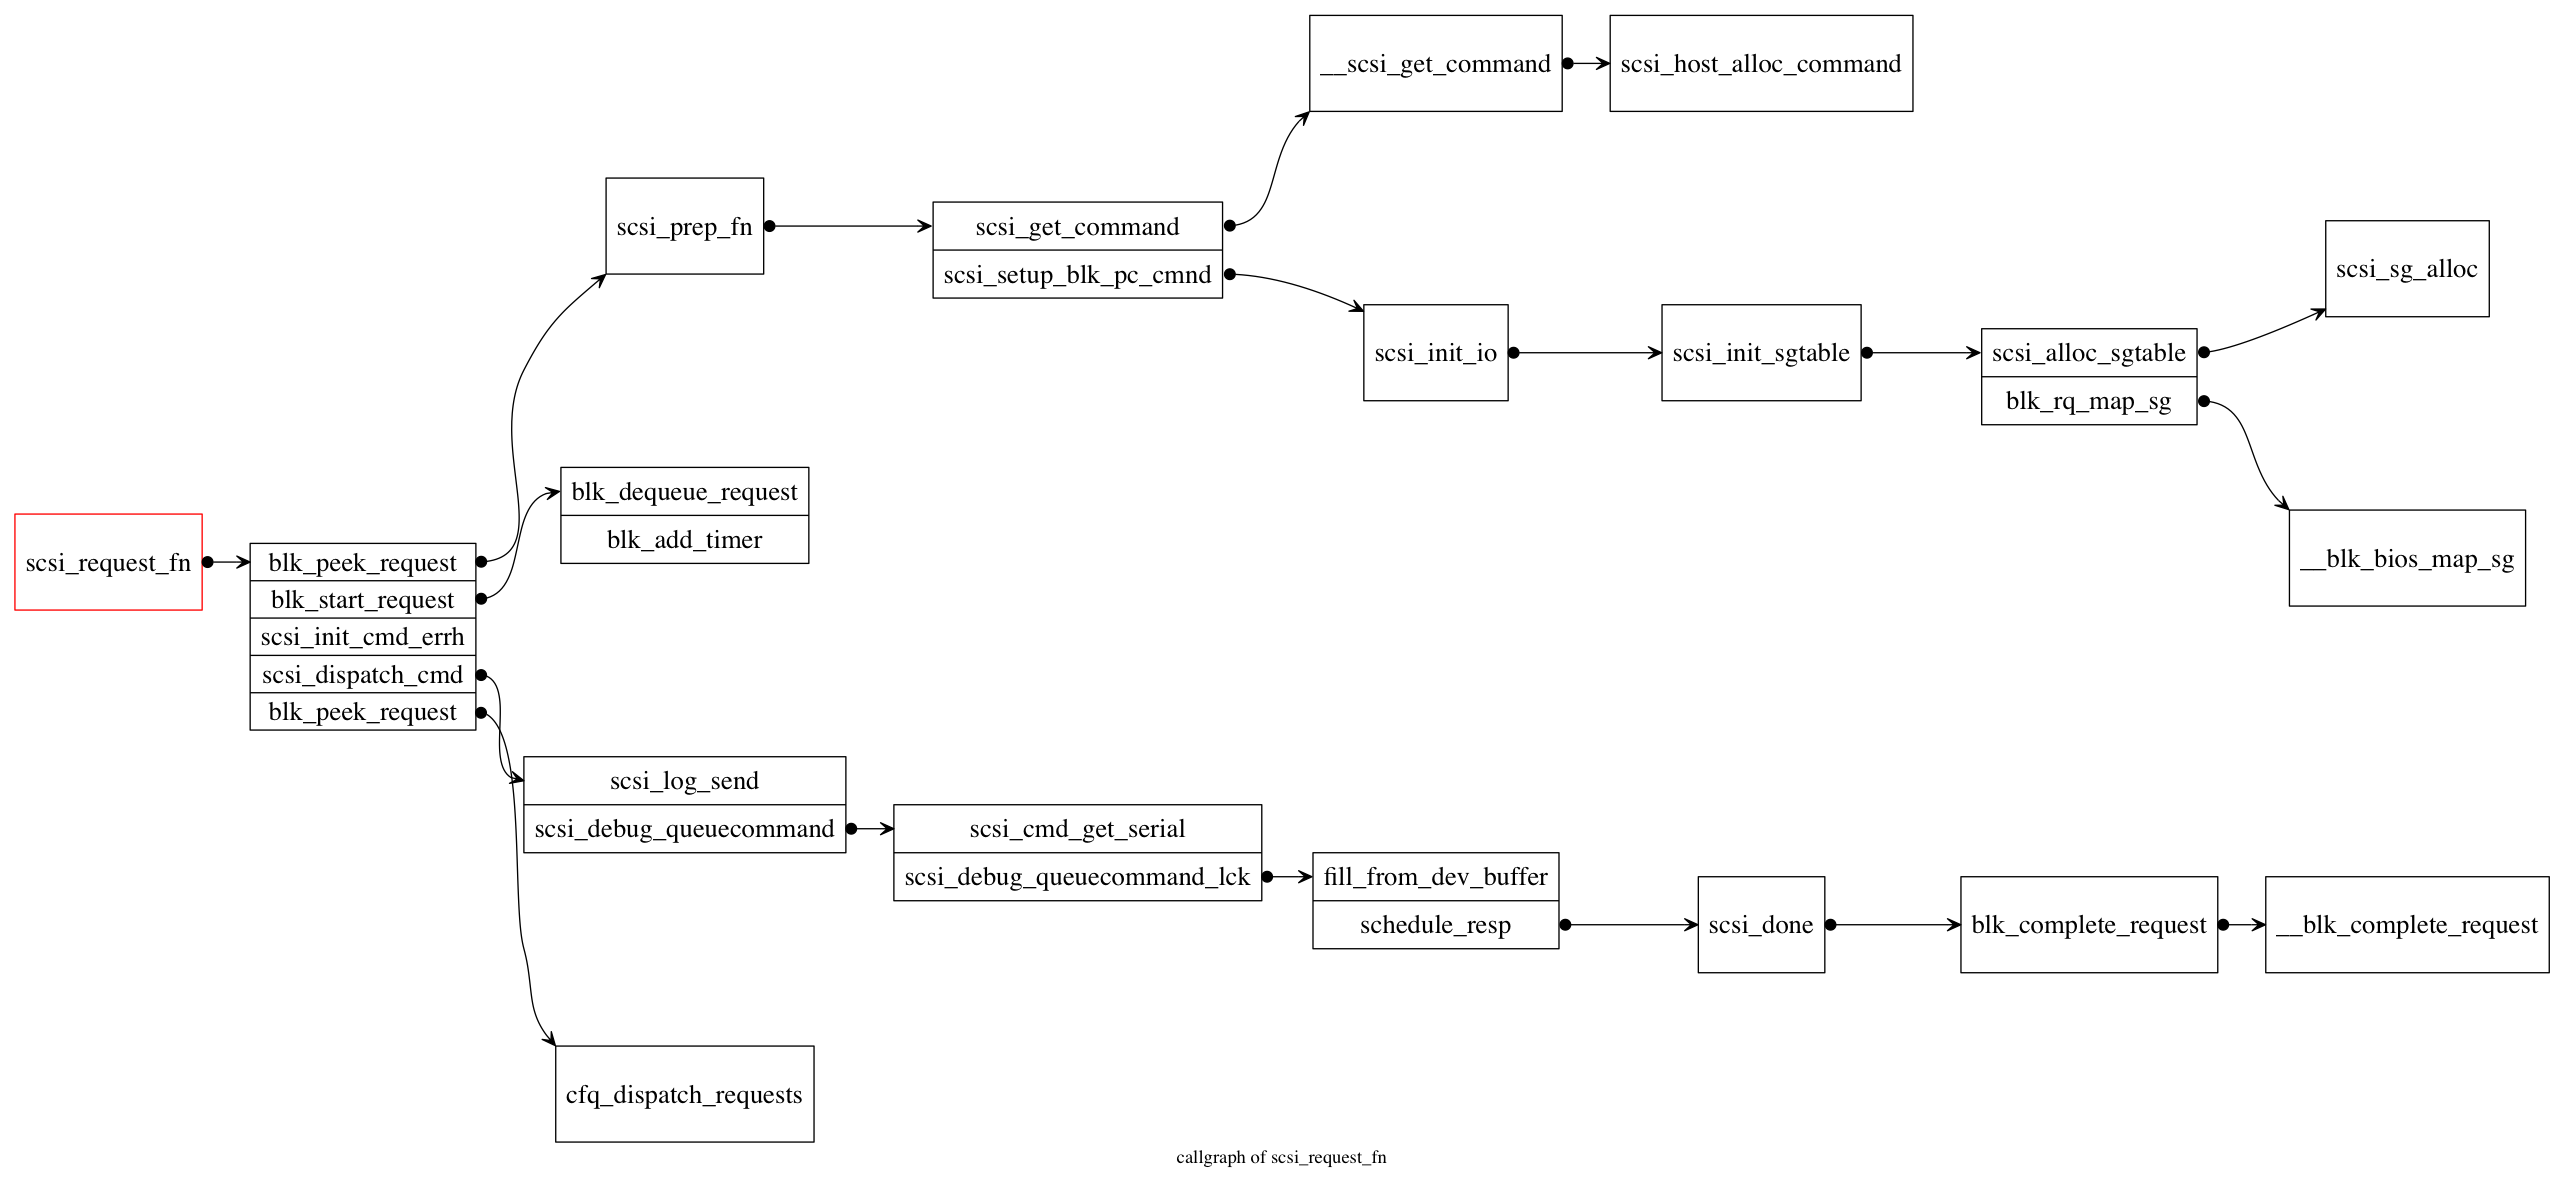 __scsi_get_command
scsi_host_alloc_command
scsi_prep_fn
scsi_get_command
scsi_setup_blk_pc_cmnd
scsi_init_io
scsi_init_sgtable
scsi_alloc_sgtable
blk_rq_map_sg
scsi_sg_alloc
__blk_bios_map_sg
blk_dequeue_request
blk_add_timer
scsi_request_fn
blk_peek_request
blk_start_request
scsi_init_cmd_errh
scsi_dispatch_cmd
blk_peek_request
scsi_log_send
scsi_debug_queuecommand
scsi_cmd_get_serial
scsi_debug_queuecommand_lck
fill_from_dev_buffer
schedule_resp
scsi_done
blk_complete_request
__blk_complete_request
cfq_dispatch_requests
callgraph of scsi_request_fn